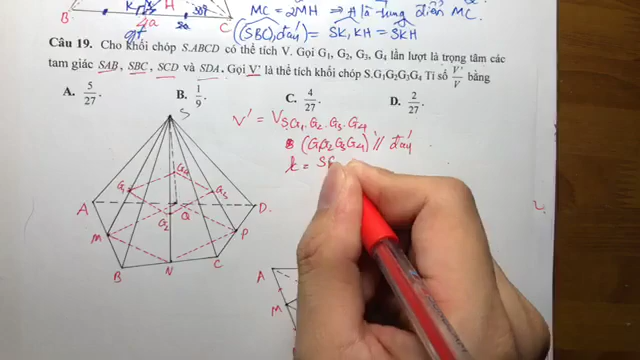 K H
B 4a C
MC = 2MH ⇒ H là trung điểm MC.
(SBC, đáy) = SK, KH = SKH
Câu 19. Cho khối chóp S.ABCD có thể tích V. Gọi G1, G2, G3, G4 lần lượt là trọng tâm các
tam giác SAB, SBC, SCD và SDA. Gọi V' là thể tích khối chóp S.G1G2G3G4 Tỉ số V'/V bằng
A. 5/27. B. 1/9. C. 4/27. D. 2/27.
S
V' = VS.G1.G2.G3.G4
(G1G2G3G4) // đáy
k = SG
G1 G4 G3
A G2 Q D.
M P
B N C
A
M